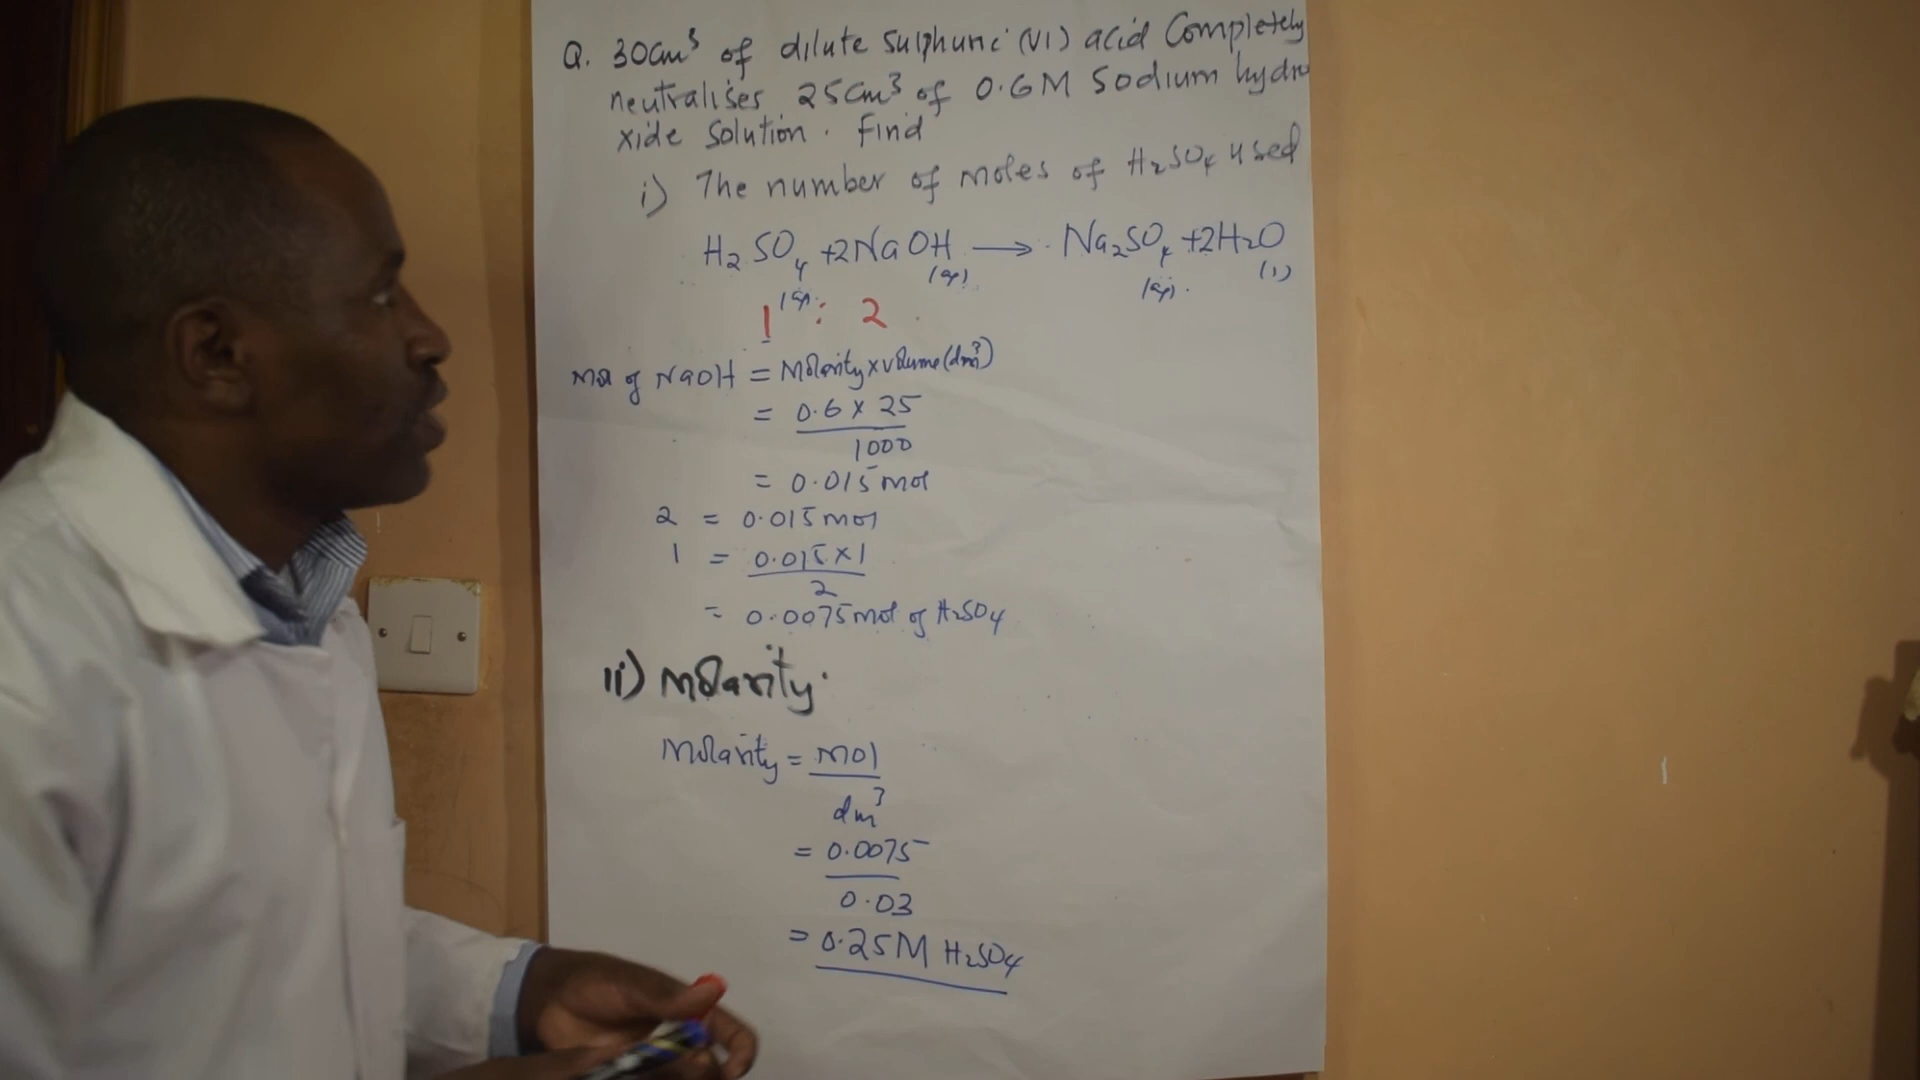 Q. 30cm³ of dilute sulphuric (VI) acid Completely
neutralises 25cm³ of 0.6M Sodium hydro
xide solution. Find
i) The number of moles of H₂SO₄ used
H₂SO₄ + 2NaOH → Na₂SO₄ + 2H₂O
(aq) (aq) (aq) (l)
1 : 2
Mol of NaOH = Molarity x volume (dm³)
= 0.6 x 25
1000
= 0.015 mol
2 = 0.015 mol
1 = 0.015 x 1
2
= 0.0075 mol of H₂SO₄
ii) Molarity.
Molarity = mol
dm³
= 0.0075
0.03
= 0.25M H₂SO₄